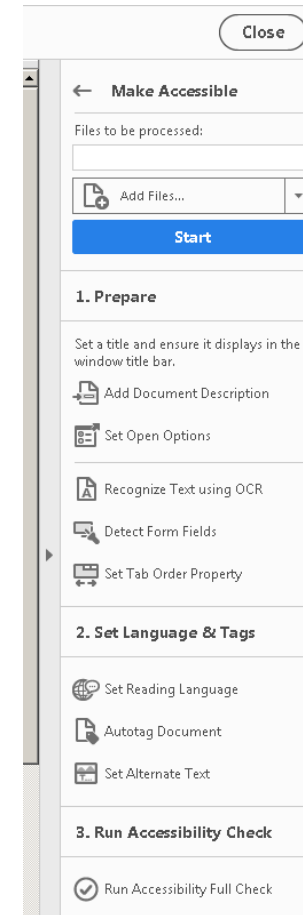 Close
Make Accessible
Files to be processed:
Add Files...
Start
1. Prepare
Set a title and ensure it displays in the
window title bar.
Add Document Description
Set Open Options
Recognize Text using OCR
Detect Form Fields
Set Tab Order Property
2. Set Language & Tags
Set Reading Language
Autotag Document
Set Alternate Text
3. Run Accessibility Check
Run Accessibility Full Check